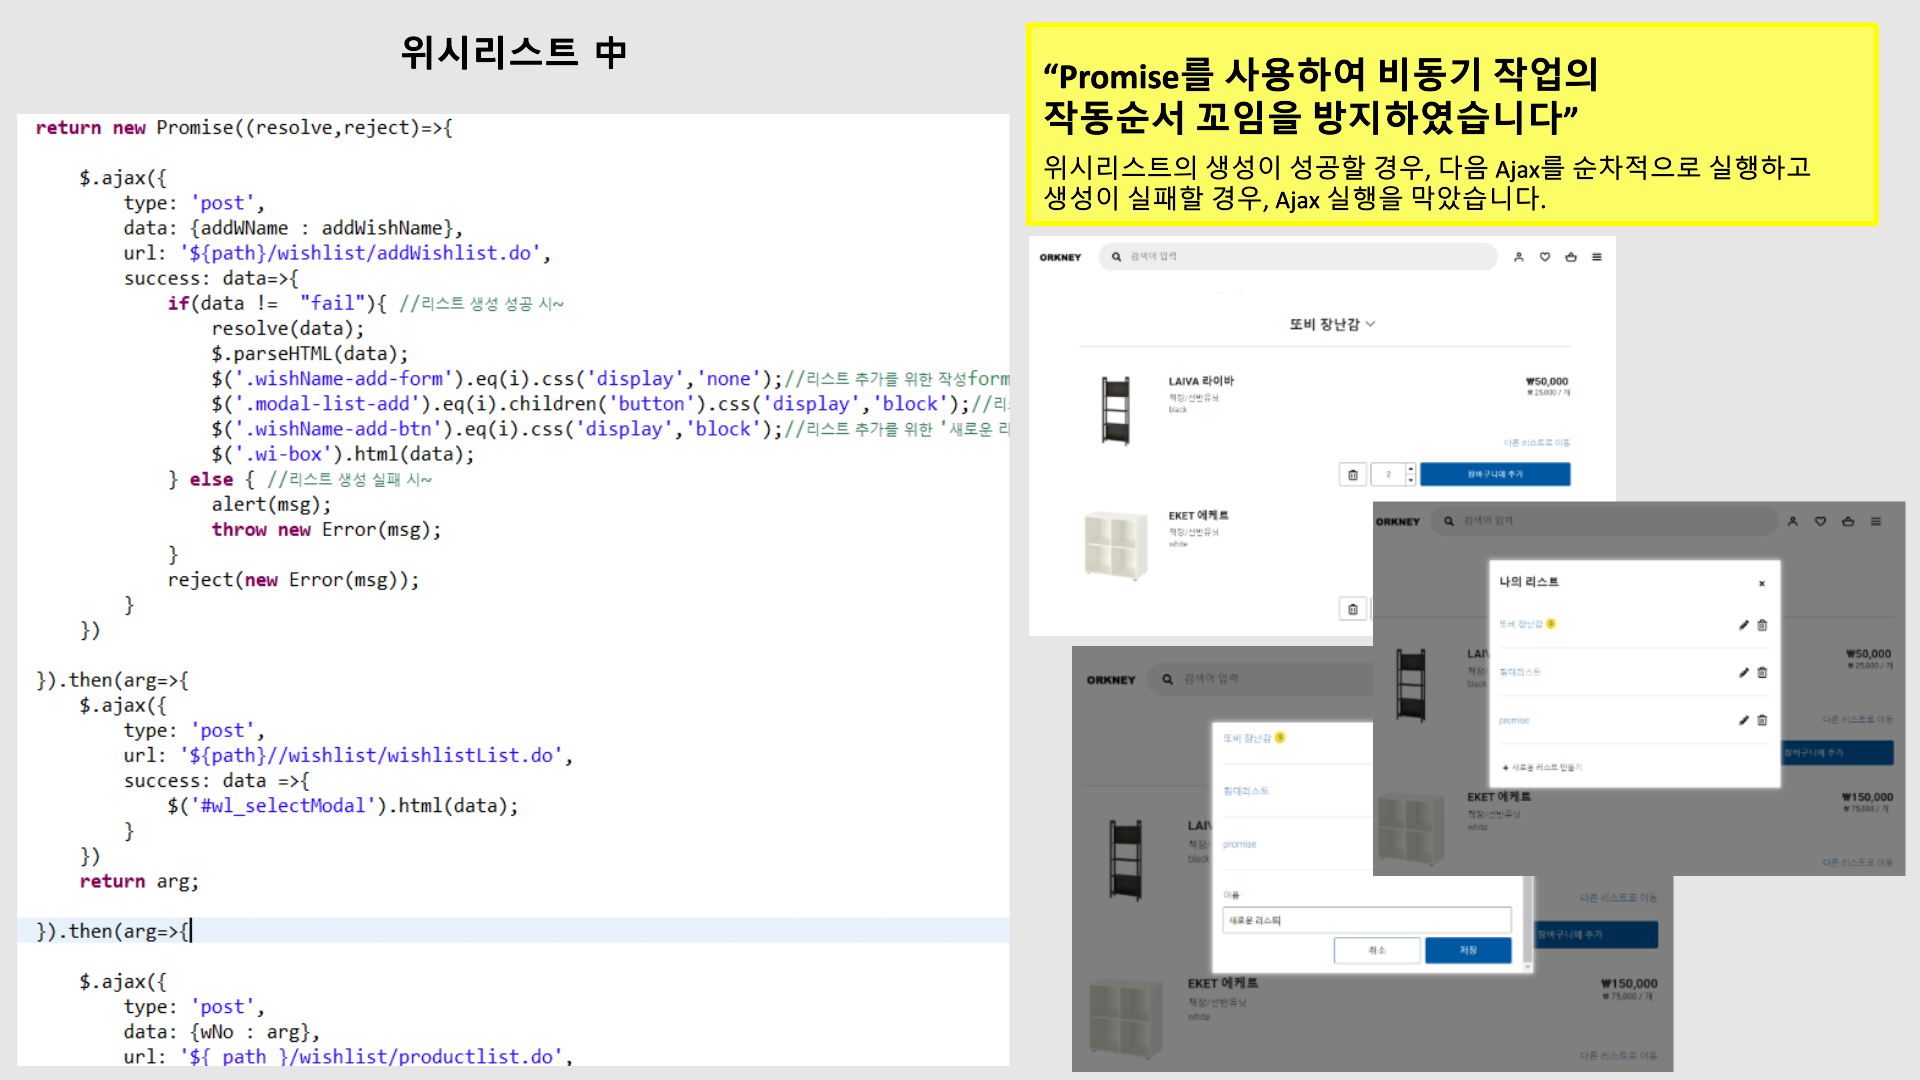 위시리스트 中
return new Promise((resolve,reject)=>{
$.ajax({
type: 'post',
data: {addWName : addWishName},
url: '${path}/wishlist/addWishlist.do',
success: data=>{
if(data !=  "fail"){ //리스트 생성 성공 시~
resolve(data);
$.parseHTML(data);
$('.wishName-add-form').eq(i).css('display','none');//리스트 추가를 위한 작성form
$('.modal-list-add').eq(i).children('button').css('display','block');//리
$('.wishName-add-btn').eq(i).css('display','block');//리스트 추가를 위한 '새로운 리
$('.wi-box').html(data);
} else { //리스트 생성 실패 시~
alert(msg);
throw new Error(msg);
}
reject(new Error(msg));
}
})
}).then(arg=>{
$.ajax({
type: 'post',
url: '${path}//wishlist/wishlistList.do',
success: data =>{
$('#wl_selectModal').html(data);
}
})
return arg;
}).then(arg=>{
$.ajax({
type: 'post',
data: {wNo : arg},
url: '${ path }/wishlist/productlist.do',
“Promise를 사용하여 비동기 작업의
작동순서 꼬임을 방지하였습니다”
위시리스트의 생성이 성공할 경우, 다음 Ajax를 순차적으로 실행하고
생성이 실패할 경우, Ajax 실행을 막았습니다.
ORKNEY 검색어 입력
또비 장난감
LAIVA 라이바 ₩50,000
책장/선반유닛 ₩ 25,000 / 개
black
다른 리스트로 이동
2 장바구니에 추가
EKET 에케트
책장/선반유닛
white
ORKNEY 검색어 입력
나의 리스트 ×
또비 장난감
침대리스트
promise
+ 새로운 리스트 만들기
LAI ₩50,000
책장/ ₩ 25,000 / 개
black
다른 리스트로 이동
장바구니에 추가
EKET 에케트 ₩150,000
책장/선반유닛 ₩ 75,000 / 개
white
다른 리스트로 이동
ORKNEY 검색어 입력
또비 장난감
침대리스트
promise
이름
새로운 리스트
취소 저장
LAI
책장/
black
다른 리스트로 이동
장바구니에 추가
EKET 에케트 ₩150,000
책장/선반유닛 ₩ 75,000 / 개
white
다른 리스트로 이동